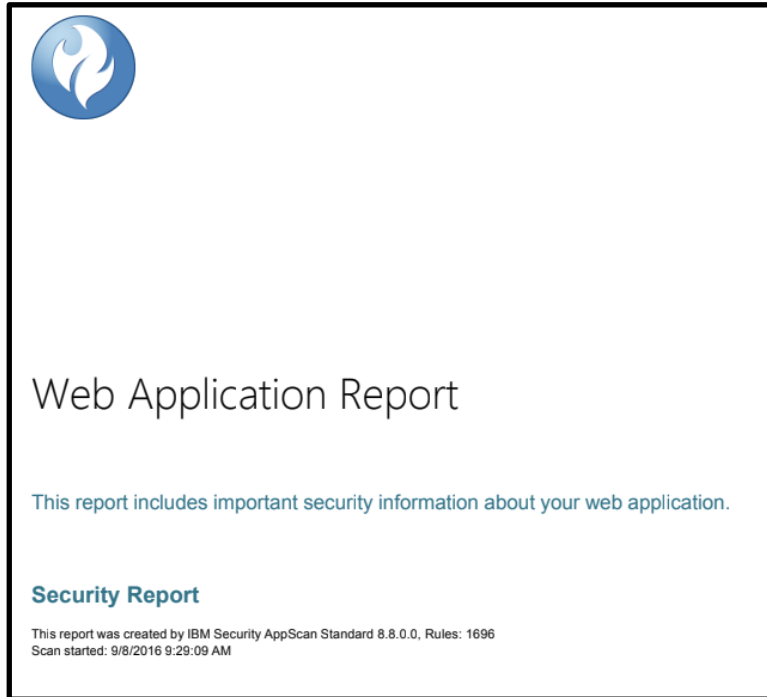 Web Application Report
This report includes important security information about your web application.
Security Report
This report was created by IBM Security AppScan Standard 8.8.0.0, Rules: 1696
Scan started: 9/8/2016 9:29:09 AM